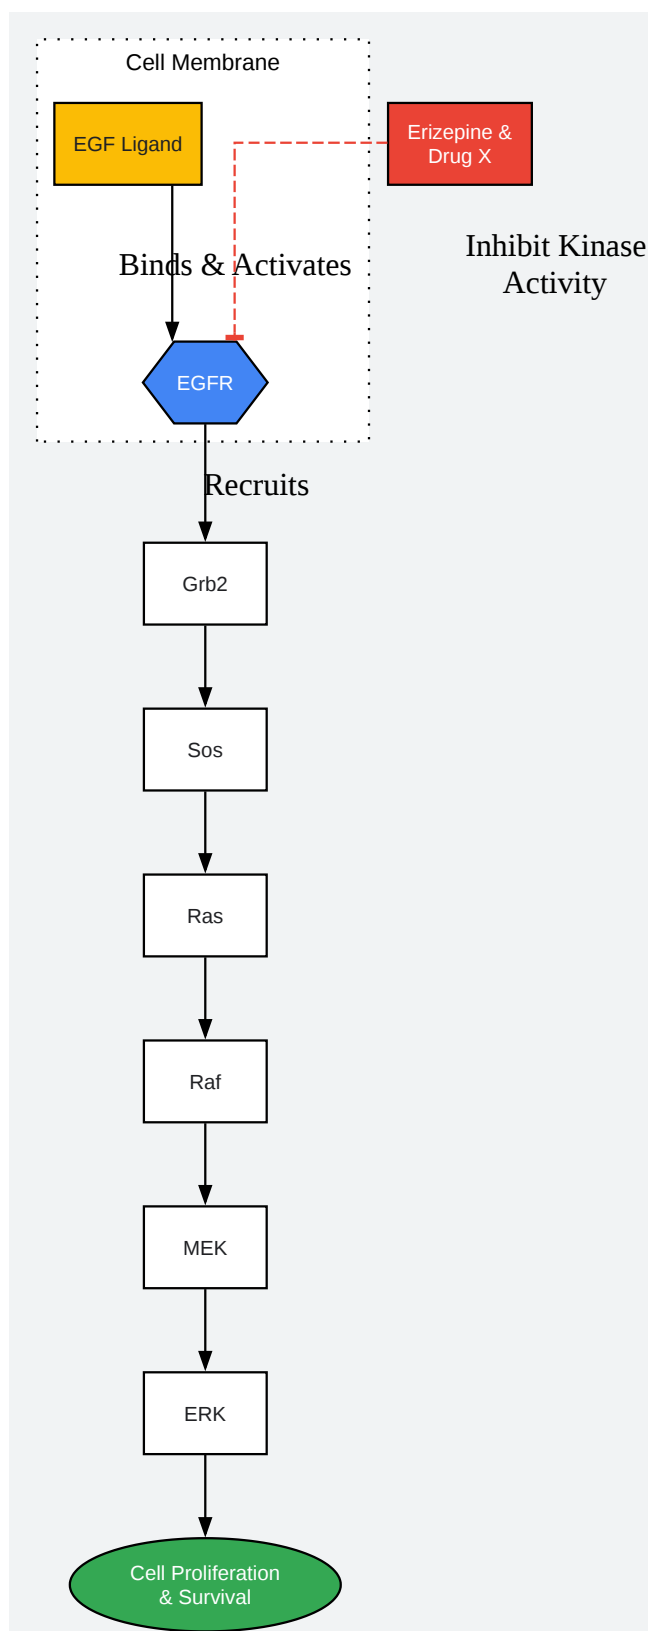 Cell Membrane
EGF Ligand
Erizepine &
Drug X
Binds & Activates
Inhibit Kinase
Activity
EGFR
Recruits
Grb2
Sos
Ras
Raf
MEK
ERK
Cell Proliferation
& Survival